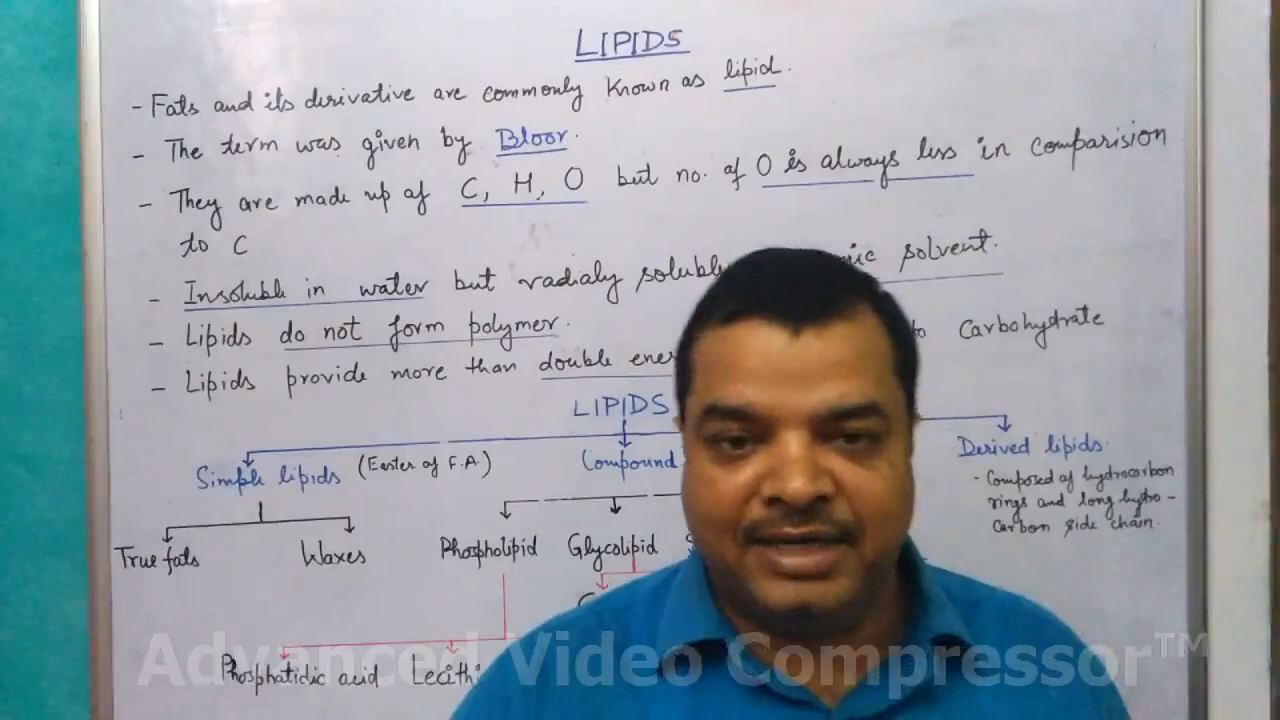 LIPIDS
- Fats and its derivative are commonly known as lipid.
- The term was given by Bloor.
- They are made up of C, H, O but no. of O is always less in comparision
to C
- Insoluble in water but radialy soluble solvent.
- Lipids do not form polymer.
- Lipids provide more than double to Carbohydrate
LIPIDS
Simple lipids (Easter of F.A.) Compound Derived lipids
- Composed of hydrocarbon
rings and long hydro-
carbon side chain.
True fats Waxes Phospholipid Glycolipid
Phosphatidic acid
Advanced Video Compressor™